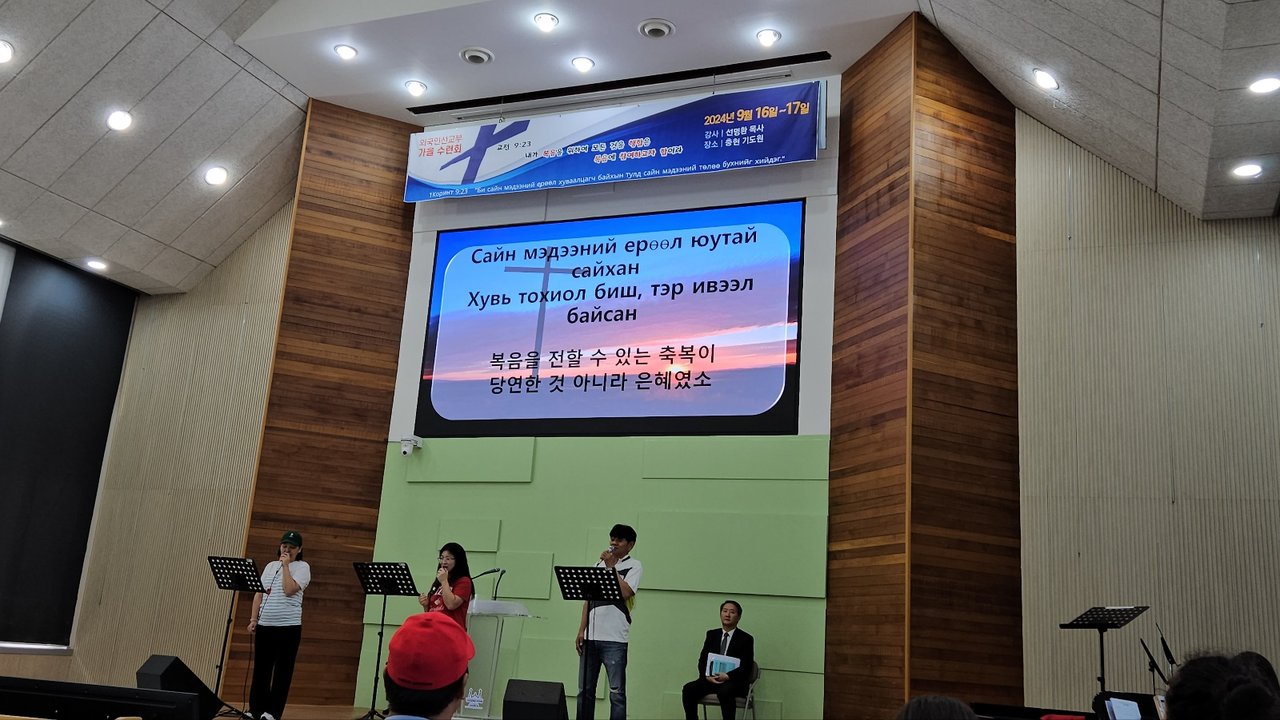 외국인선교부
가을 수련회
고전 9:23
내가 복음을 위하여 모든 것을 행함은
복음에 참여하고자 함이라
2024년 9월 16일~17일
강사 | 선명환 목사
장소 | 충현 기도원
1Коринт 9:23 "Би сайн мэдээний ерөөл хуваалцагч байхын тулд сайн мэдээний төлөө бүхнийг хийдэг."
Сайн мэдээний ерөөл юутай
сайхан
Хувь тохиол биш, тэр ивээл
байсан
복음을 전할 수 있는 축복이
당연한 것 아니라 은혜였소